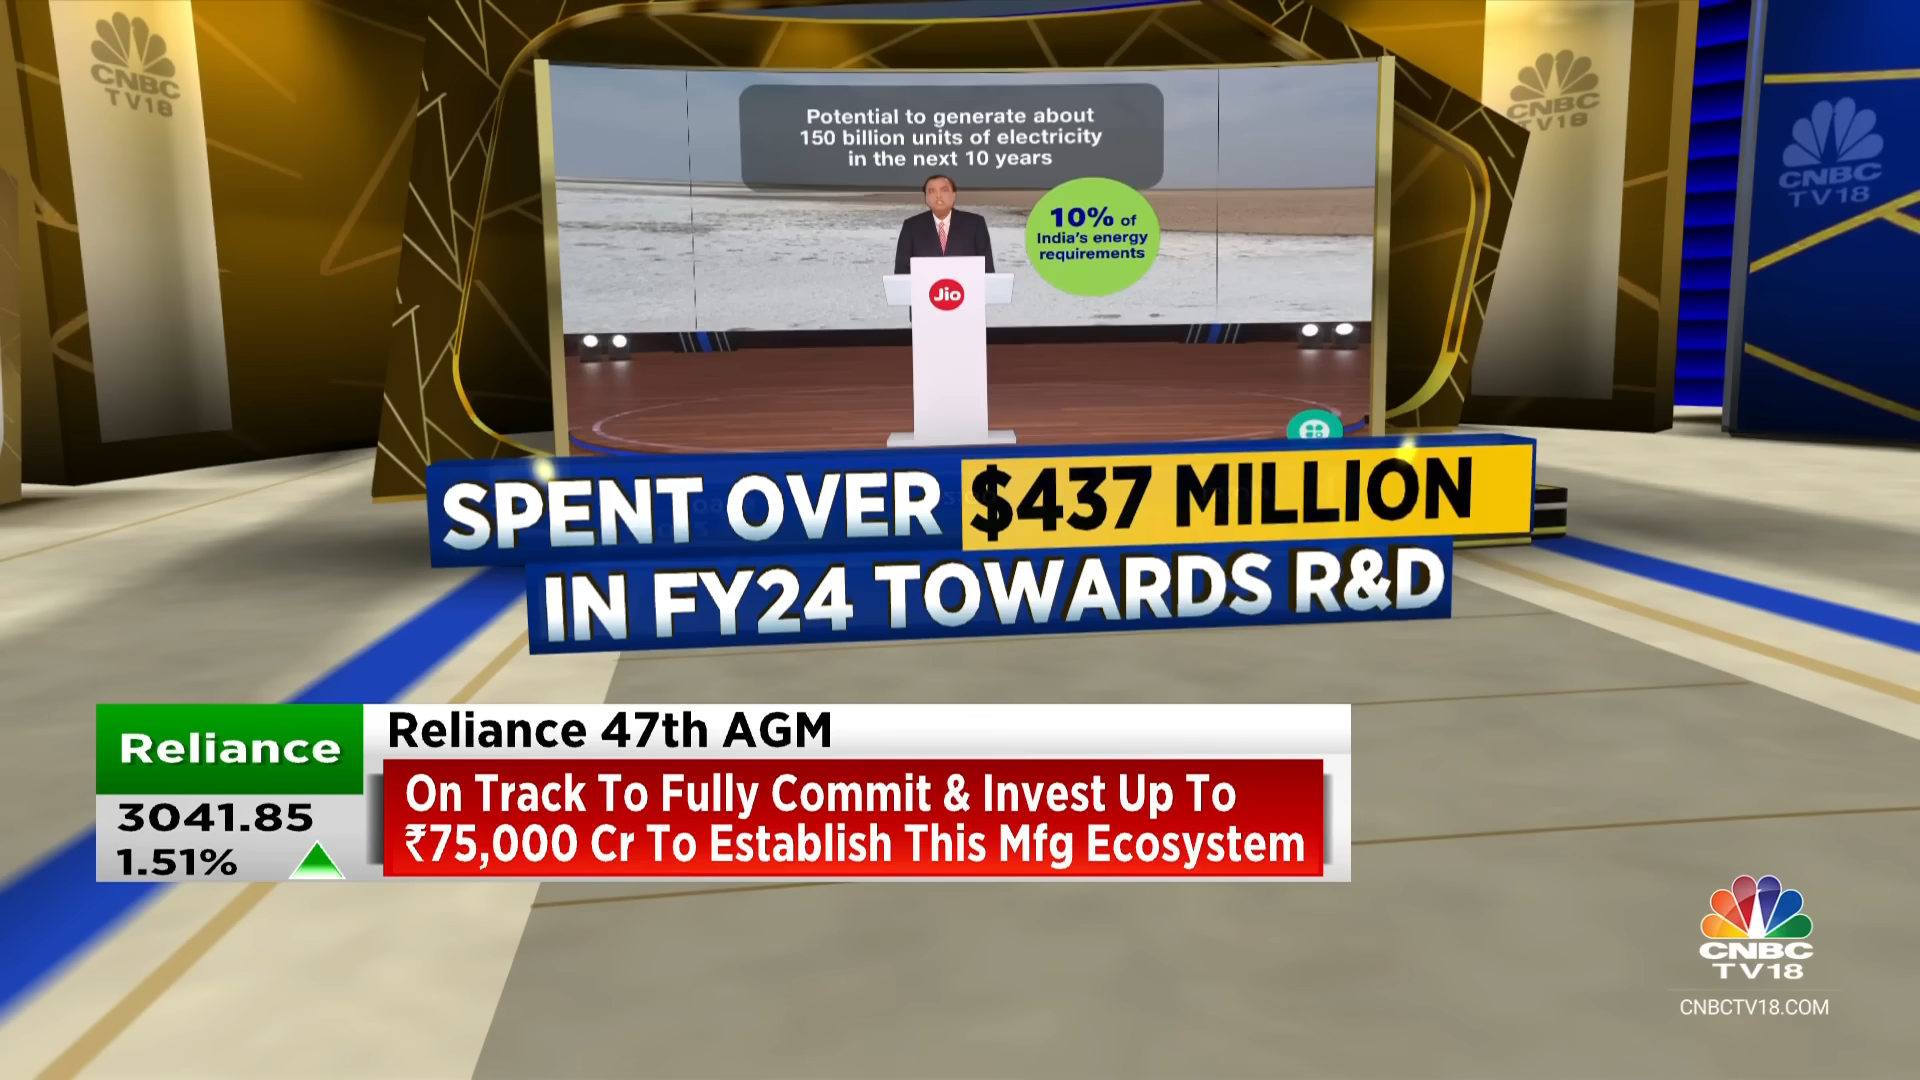 CNBC
TV18
CNBC
TV18
CNBC
TV18
Potential to generate about
150 billion units of electricity
in the next 10 years
10% of
India's energy
requirements
Jio
SPENT OVER $437 MILLION
IN FY24 TOWARDS R&D
Reliance
3041.85
1.51%
Reliance 47th AGM
On Track To Fully Commit & Invest Up To
₹75,000 Cr To Establish This Mfg Ecosystem
CNBC
TV18
CNBCTV18.COM